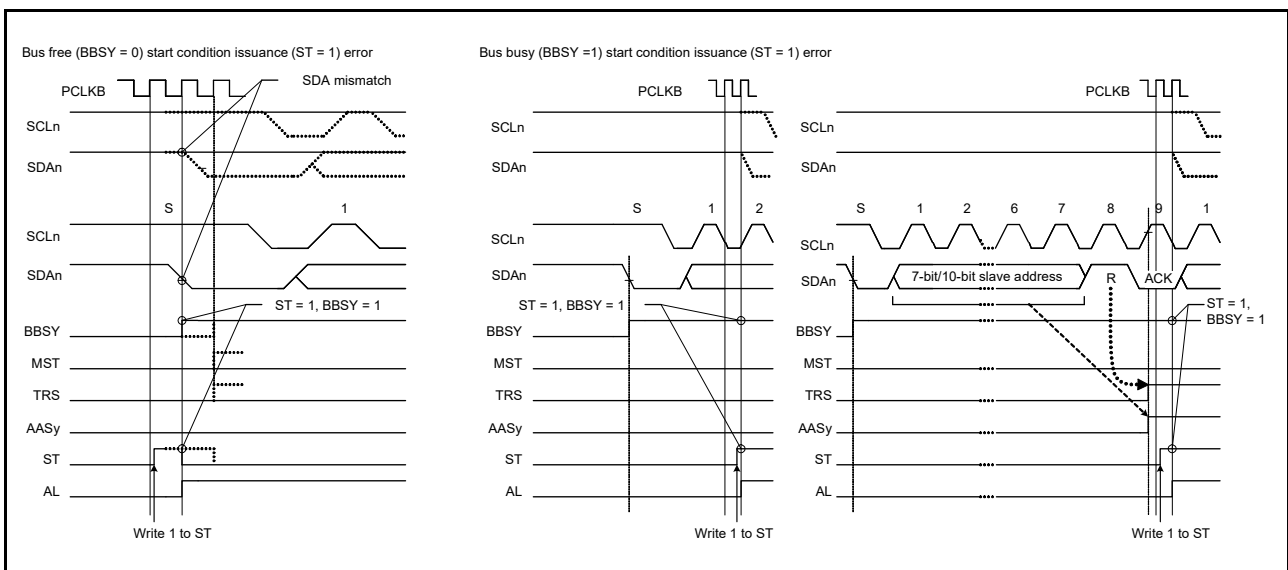 Bus free (BBSY = 0) start condition issuance (ST = 1) error
PCLKB
SDA mismatch
SCLn
SDAn
S 1
SCLn
SDAn
ST = 1, BBSY = 1
BBSY
MST
TRS
AASy
ST
AL
Write 1 to ST
Bus busy (BBSY =1) start condition issuance (ST = 1) error
PCLKB
SCLn
SDAn
S 1 2
SCLn
SDAn
ST = 1, BBSY = 1
BBSY
MST
TRS
AASy
ST
AL
Write 1 to ST
PCLKB
SCLn
SDAn
S 1 2 6 7 8 9 1
SCLn
SDAn
7-bit/10-bit slave address
R
ACK
ST = 1,
BBSY = 1
BBSY
MST
TRS
AASy
ST
AL
Write 1 to ST